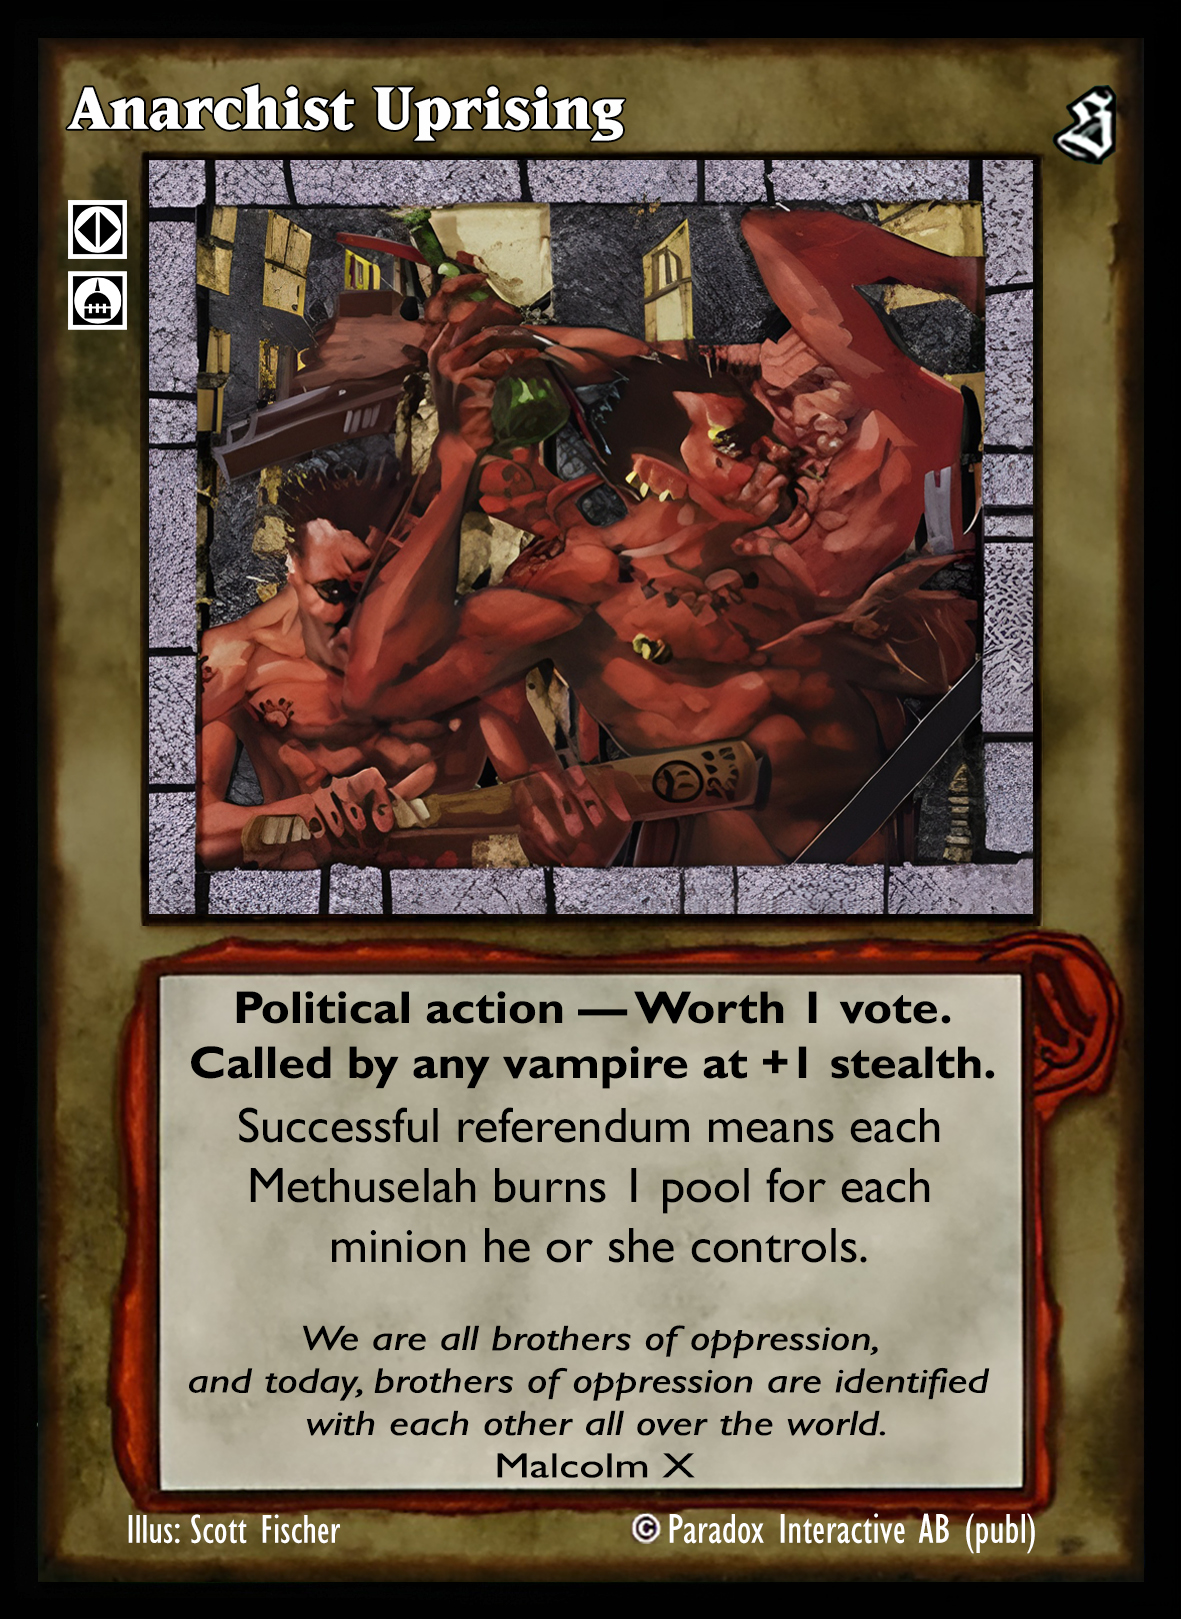 Anarchist Uprising
Political action — Worth 1 vote.
Called by any vampire at +1 stealth.
Successful referendum means each
Methuselah burns 1 pool for each
minion he or she controls.
We are all brothers of oppression,
and today, brothers of oppression are identified
with each other all over the world.
Malcolm X
Illus: Scott Fischer © Paradox Interactive AB (publ)